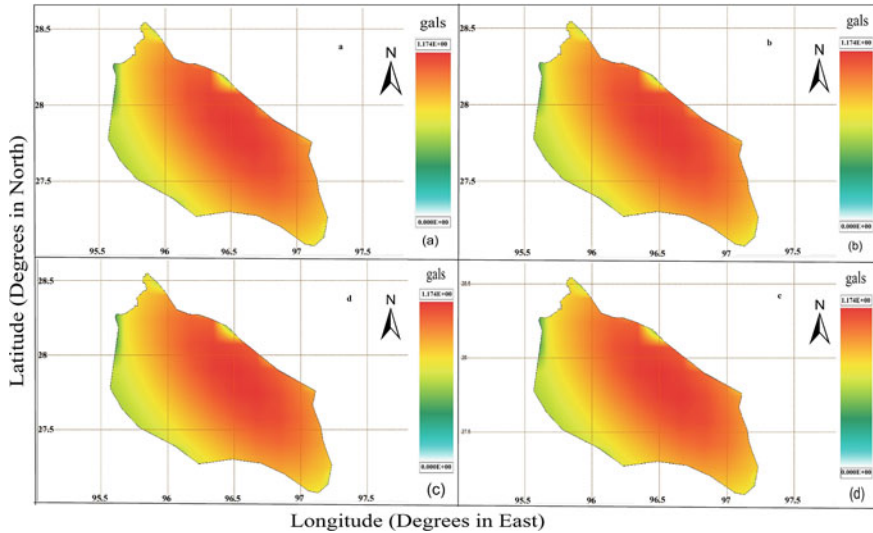 28.5
28
27.5
95.5
96
96.5
97
97.5
a
N
gals
1.174E+00
0.000E+00
(a)
b
N
gals
1.174E+00
0.000E+00
(b)
95.5
96
96.5
97
97.5
28.5
28
27.5
95.5
96
96.5
97
97.5
d
N
gals
1.174E+00
0.000E+00
(c)
28.5
28
27.5
c
N
gals
1.174E+00
0.000E+00
(d)
95.5
96
96.5
97
97.5
Latitude (Degrees in North)
Longitude (Degrees in East)